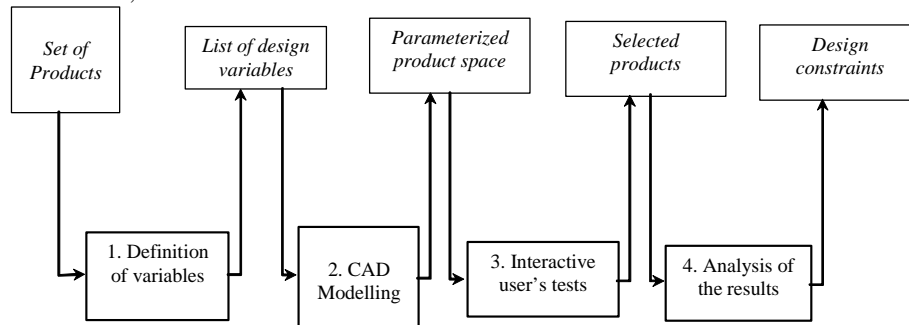 Set of
Products
List of design
variables
Parameterized
product space
Selected
products
Design
constraints
1. Definition
of variables
2. CAD
Modelling
3. Interactive
user's tests
4. Analysis of
the results